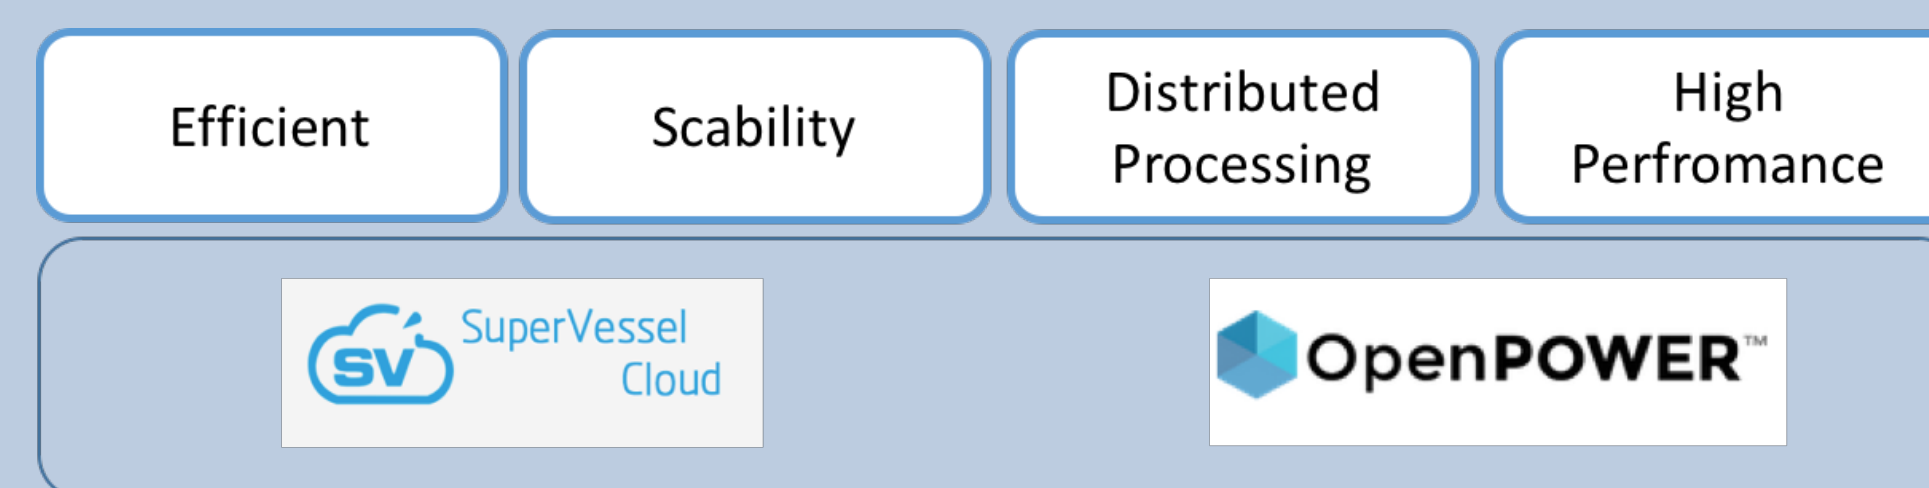 Efficient
Scability
Distributed
Processing
High
Perfromance
SV
SuperVessel
Cloud
OpenPOWER™